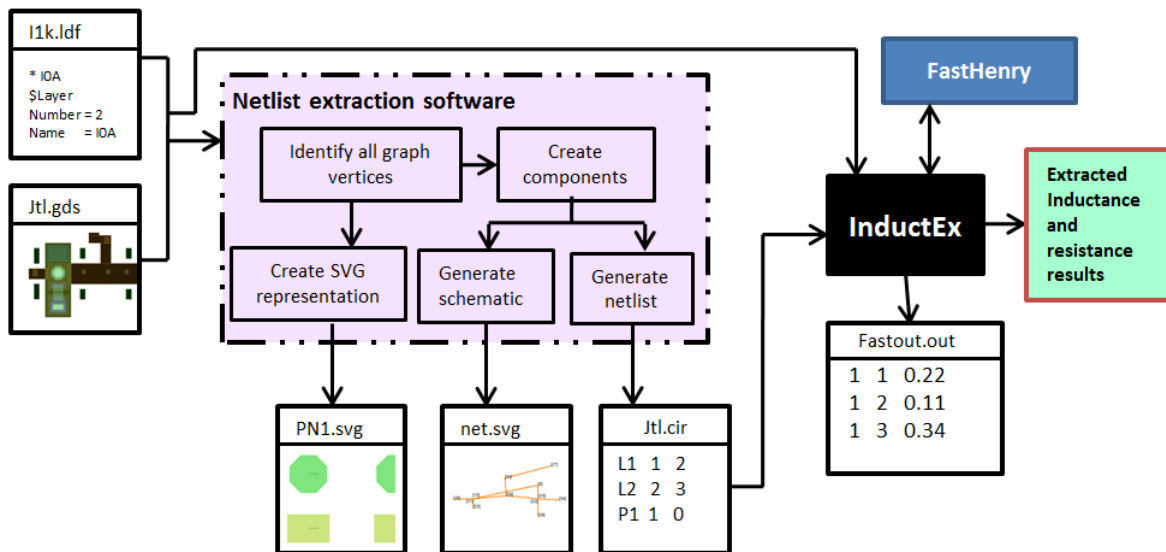 I1k.ldf
* I0A
$Layer
Number = 2
Name = I0A
Jtl.gds
Netlist extraction software
Identify all graph
vertices
Create
components
Create SVG
representation
Generate
schematic
Generate
netlist
FastHenry
InductEx
Extracted
Inductance
and
resistance
results
PN1.svg
net.svg
Jtl.cir
L1 1 2
L2 2 3
P1 1 0
Fastout.out
1 1 0.22
1 2 0.11
1 3 0.34